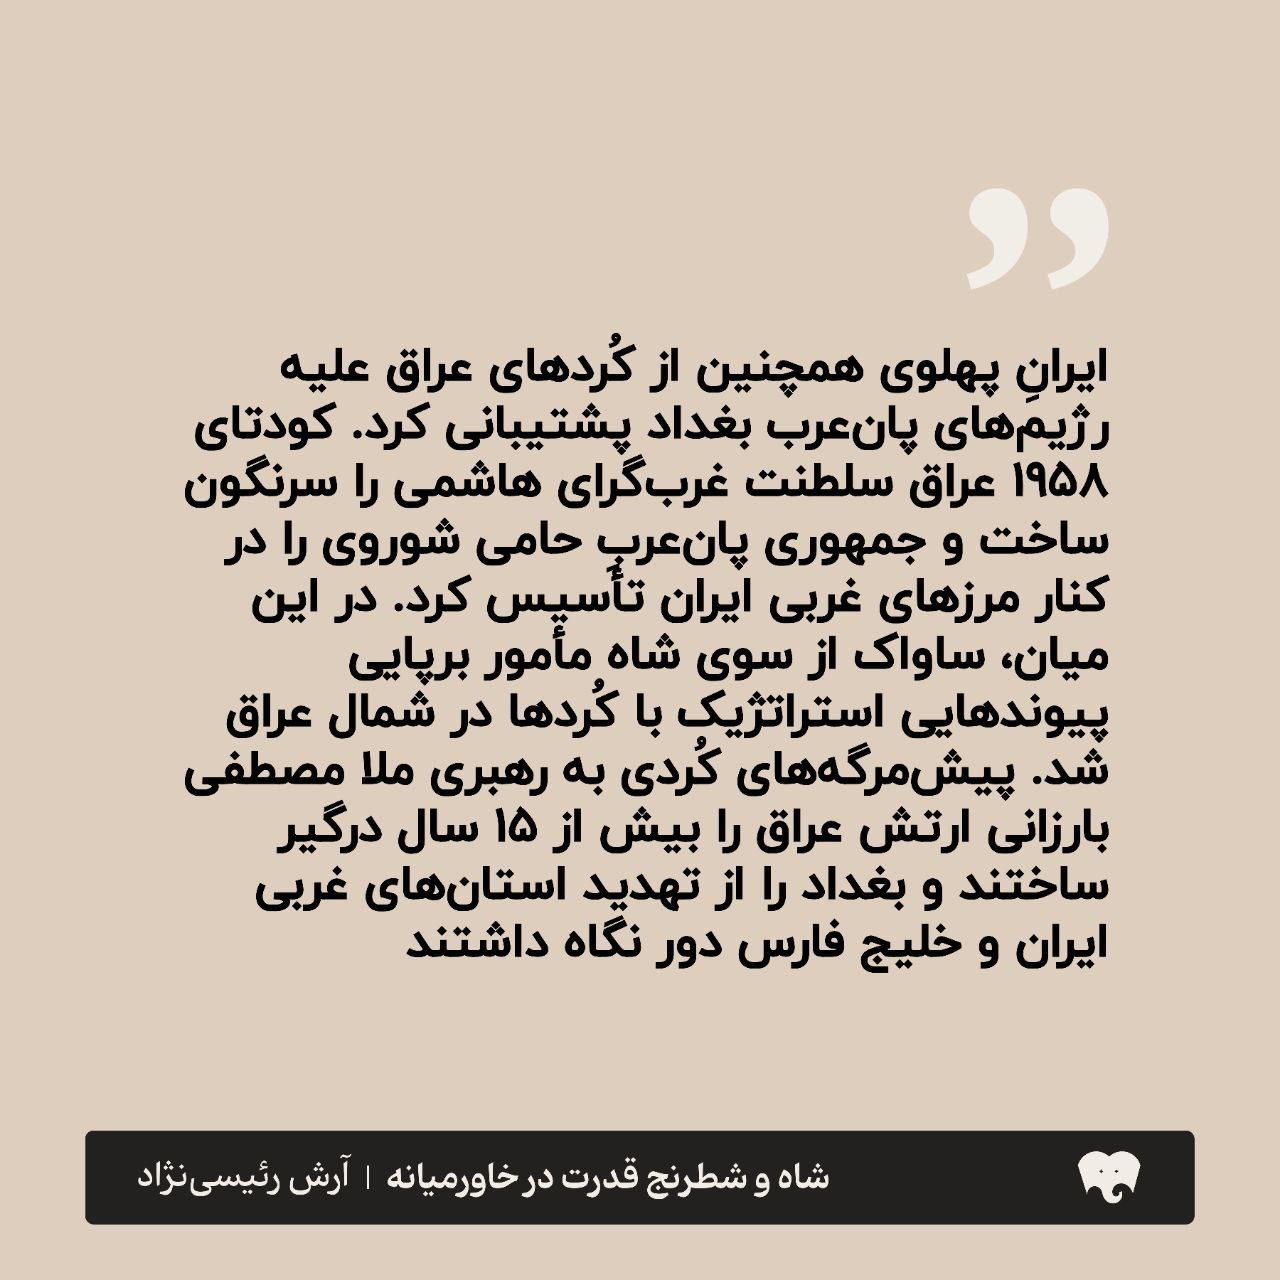 ”
ایرانِ پهلوی همچنین از کُردهای عراق علیه
رژیم‌های پان‌عرب بغداد پشتیبانی کرد. کودتای
۱۹۵۸ عراق سلطنت غرب‌گرای هاشمی را سرنگون
ساخت و جمهوری پان‌عربِ حامی شوروی را در
کنار مرزهای غربی ایران تأسیس کرد. در این
میان، ساواک از سوی شاه مأمور برپایی
پیوندهایی استراتژیک با کُردها در شمال عراق
شد. پیش‌مرگه‌های کُردی به رهبری ملا مصطفی
بارزانی ارتش عراق را بیش از ۱۵ سال درگیر
ساختند و بغداد را از تهدید استان‌های غربی
ایران و خلیج فارس دور نگاه داشتند
شاه و شطرنج قدرت در خاورمیانه | آرش رئیسی‌نژاد